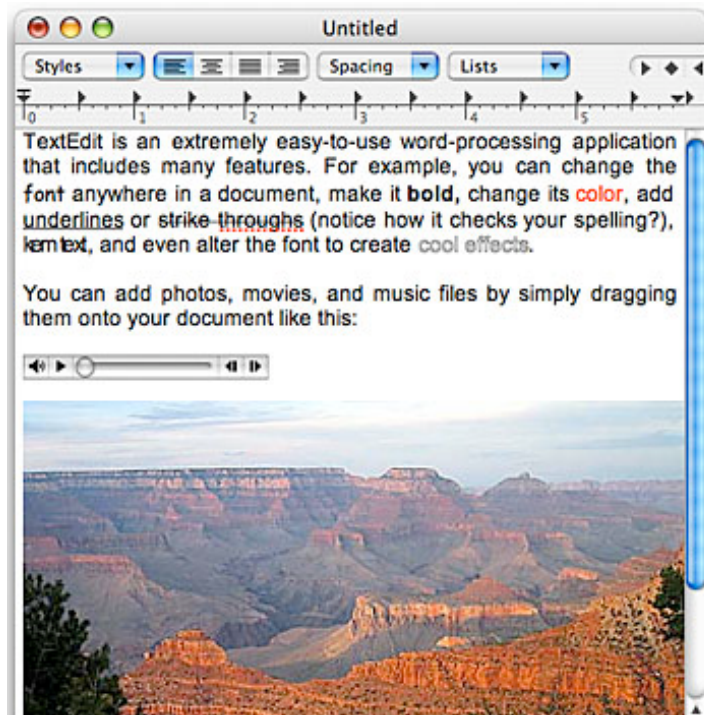 Untitled
Styles Spacing Lists
0 1 2 3 4 5
TextEdit is an extremely easy-to-use word-processing application
that includes many features. For example, you can change the
font anywhere in a document, make it bold, change its color, add
underlines or strike throughs (notice how it checks your spelling?),
kern text, and even alter the font to create cool effects.
You can add photos, movies, and music files by simply dragging
them onto your document like this: